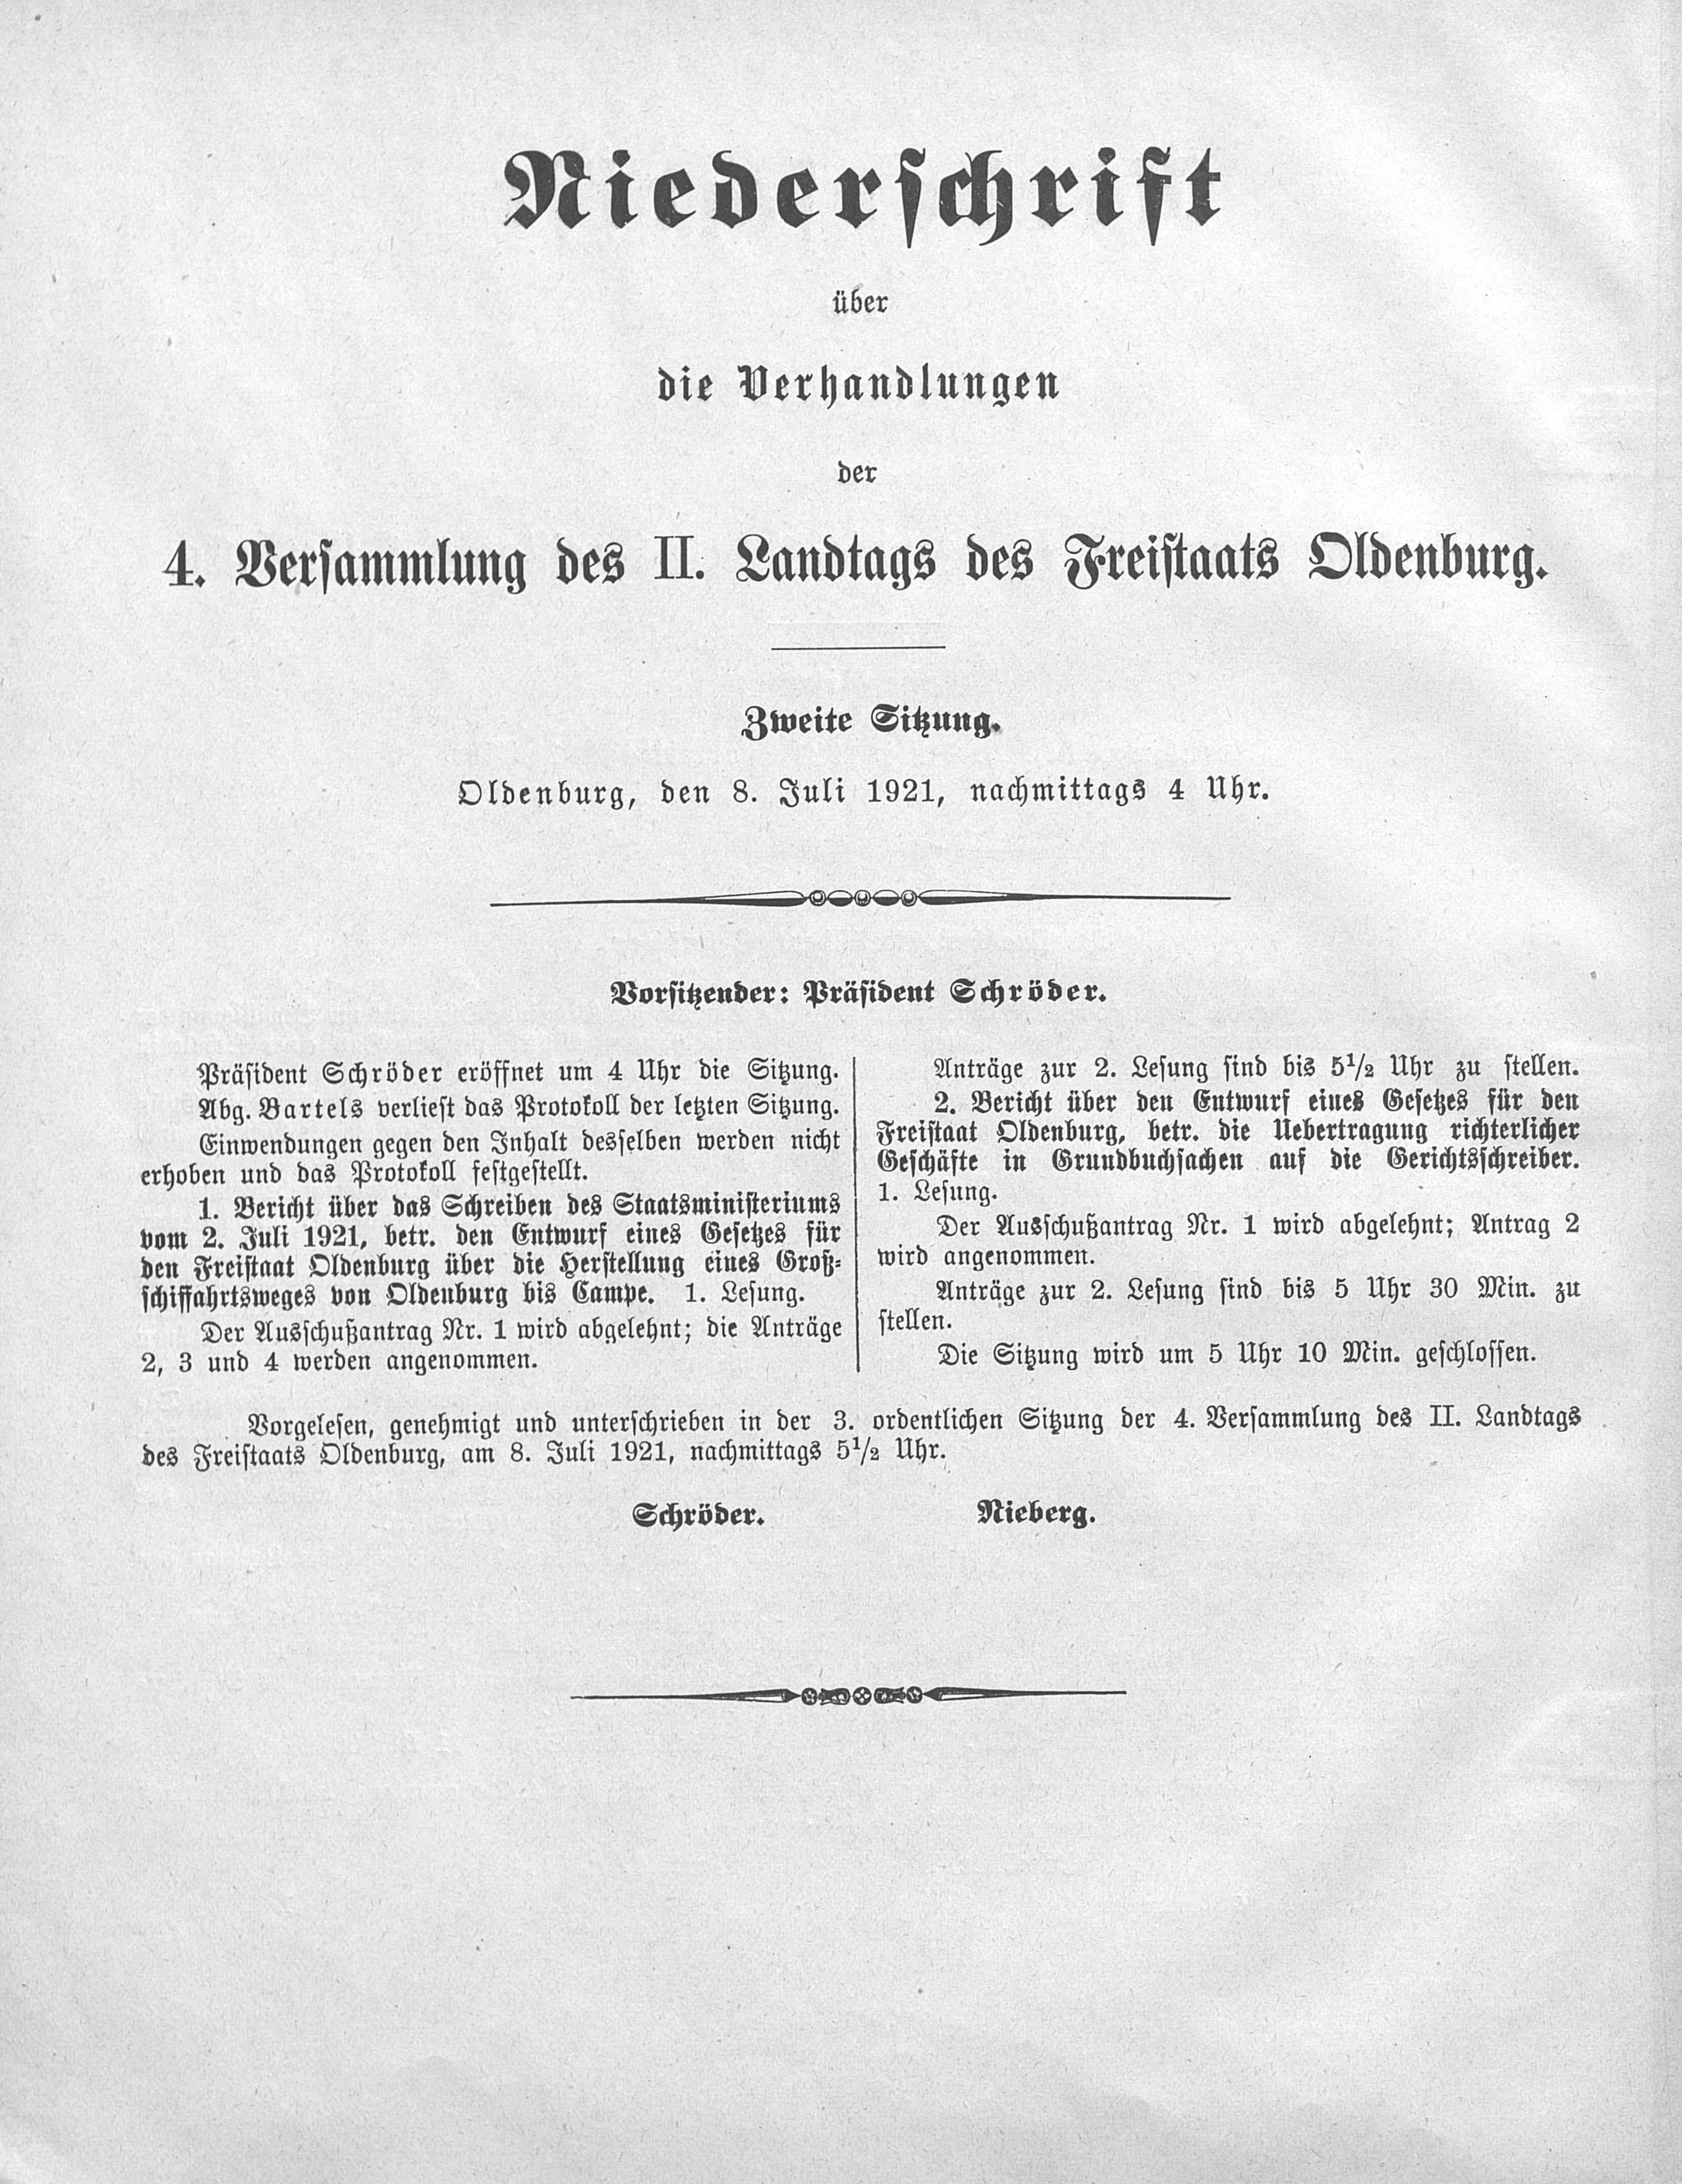 Niederschrift
über
die Verhandlungen
der
4. Versammlung des II. Landtags des Freistaats Oldenburg.
Zweite Sitzung.
Oldenburg, den 8. Juli 1921, nachmittags 4 Uhr.
Vorsitzender: Präsident Schröder.
Präsident Schröder eröffnet um 4 Uhr die Sitzung.
Abg. Bartels verliest das Protokoll der letzten Sitzung.
Einwendungen gegen den Inhalt desselben werden nicht
erhoben und das Protokoll festgestellt.
1. Bericht über das Schreiben des Staatsministeriums
vom 2. Juli 1921, betr. den Entwurf eines Gesetzes für
den Freistaat Oldenburg über die Herstellung eines Groß-
schiffahrtsweges von Oldenburg bis Campe. 1. Lesung.
Der Ausschußantrag Nr. 1 wird abgelehnt; die Anträge
2, 3 und 4 werden angenommen.
Anträge zur 2. Lesung sind bis 5½ Uhr zu stellen.
2. Bericht über den Entwurf eines Gesetzes für den
Freistaat Oldenburg, betr. die Uebertragung richterlicher
Geschäfte in Grundbuchsachen auf die Gerichtsschreiber.
1. Lesung.
Der Ausschußantrag Nr. 1 wird abgelehnt; Antrag 2
wird angenommen.
Anträge zur 2. Lesung sind bis 5 Uhr 30 Min. zu
stellen.
Die Sitzung wird um 5 Uhr 10 Min. geschlossen.
Vorgelesen, genehmigt und unterschrieben in der 3. ordentlichen Sitzung der 4. Versammlung des II. Landtags
des Freistaats Oldenburg, am 8. Juli 1921, nachmittags 5½ Uhr.
Schröder. Nieberg.